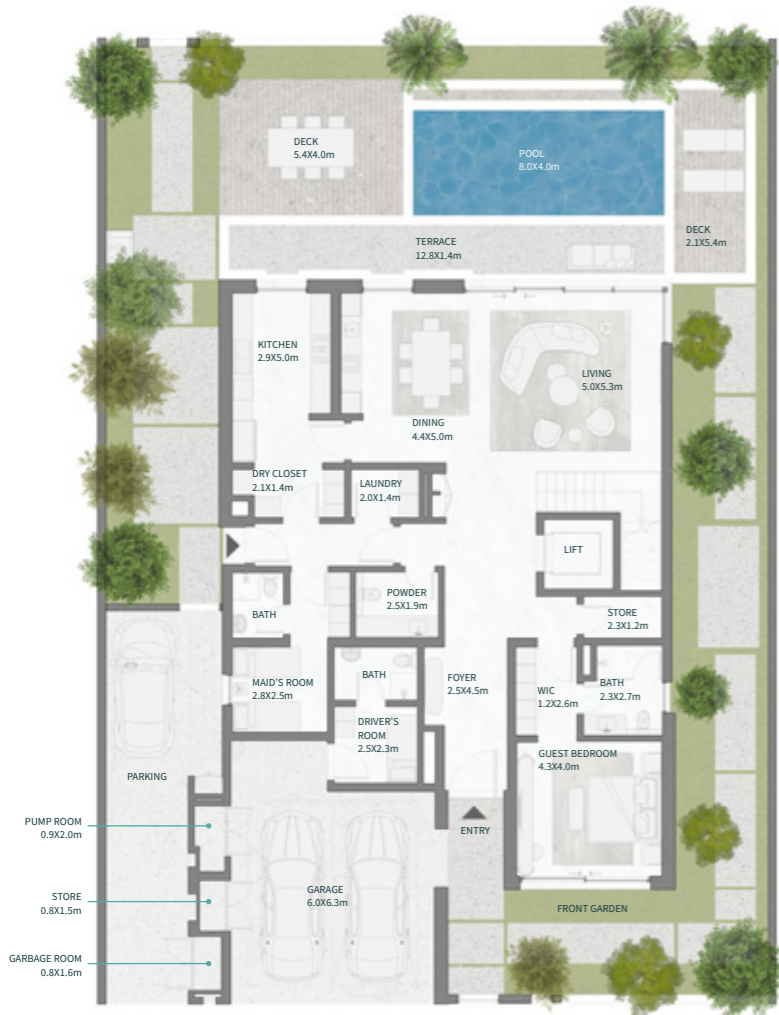 DECK
5.4X4.0m
POOL
8.0X4.0m
DECK
2.1X5.4m
TERRACE
12.8X1.4m
KITCHEN
2.9X5.0m
LIVING
5.0X5.3m
DINING
4.4X5.0m
DRY CLOSET
2.1X1.4m
LAUNDRY
2.0X1.4m
LIFT
POWDER
2.5X1.9m
BATH
STORE
2.3X1.2m
MAID'S ROOM
2.8X2.5m
BATH
FOYER
2.5X4.5m
WIC
1.2X2.6m
BATH
2.3X2.7m
DRIVER'S
ROOM
2.5X2.3m
GUEST BEDROOM
4.3X4.0m
PARKING
PUMP ROOM
0.9X2.0m
ENTRY
STORE
0.8X1.5m
GARAGE
6.0X6.3m
FRONT GARDEN
GARBAGE ROOM
0.8X1.6m